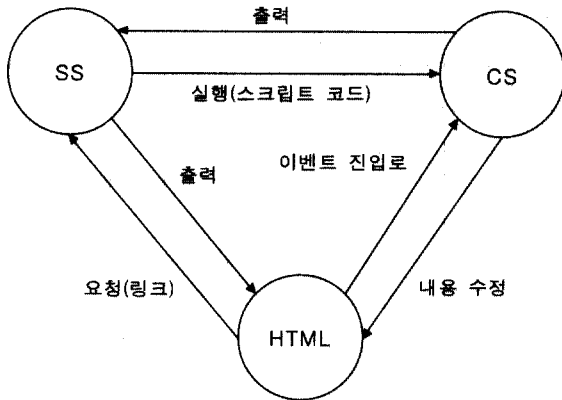 출력
SS
CS
실행(스크립트 코드)
출력
이벤트 진입로
요청(링크)
내용 수정
HTML